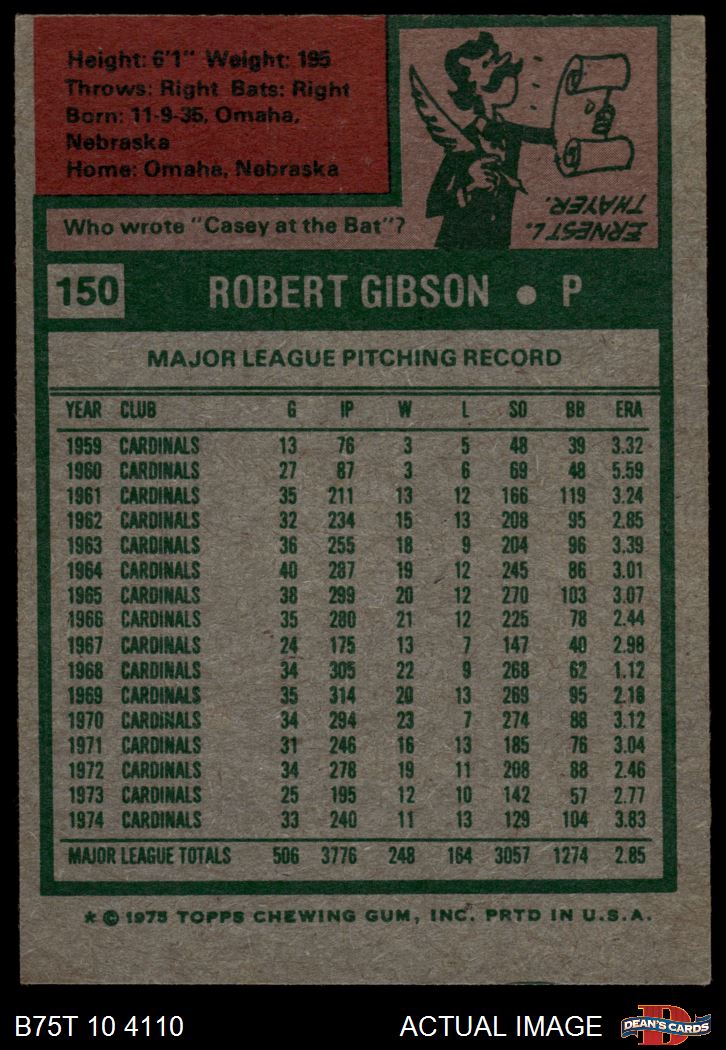 Height: 6'1" Weight: 195
Throws: Right Bats: Right
Born: 11-9-35, Omaha,
Nebraska
Home: Omaha, Nebraska
Who wrote "Casey at the Bat"?
ERNEST L.
THAYER.
150 ROBERT GIBSON • P
MAJOR LEAGUE PITCHING RECORD
YEAR CLUB G IP W L SO BB ERA
1959 CARDINALS 13 76 3 5 48 39 3.32
1960 CARDINALS 27 87 3 6 69 48 5.59
1961 CARDINALS 35 211 13 12 166 119 3.24
1962 CARDINALS 32 234 15 13 208 95 2.85
1963 CARDINALS 36 255 18 9 204 96 3.39
1964 CARDINALS 40 287 19 12 245 86 3.01
1965 CARDINALS 38 299 20 12 270 103 3.07
1966 CARDINALS 35 280 21 12 225 78 2.44
1967 CARDINALS 24 175 13 7 147 40 2.98
1968 CARDINALS 34 305 22 9 268 62 1.12
1969 CARDINALS 35 314 20 13 269 95 2.18
1970 CARDINALS 34 294 23 7 274 88 3.12
1971 CARDINALS 31 246 16 13 185 76 3.04
1972 CARDINALS 34 278 19 11 208 88 2.46
1973 CARDINALS 25 195 12 10 142 57 2.77
1974 CARDINALS 33 240 11 13 129 104 3.83
MAJOR LEAGUE TOTALS 506 3776 248 164 3057 1274 2.85
* © 1975 TOPPS CHEWING GUM, INC. PRTD IN U.S.A.
B75T 10 4110 ACTUAL IMAGE
D
DEAN'S CARDS